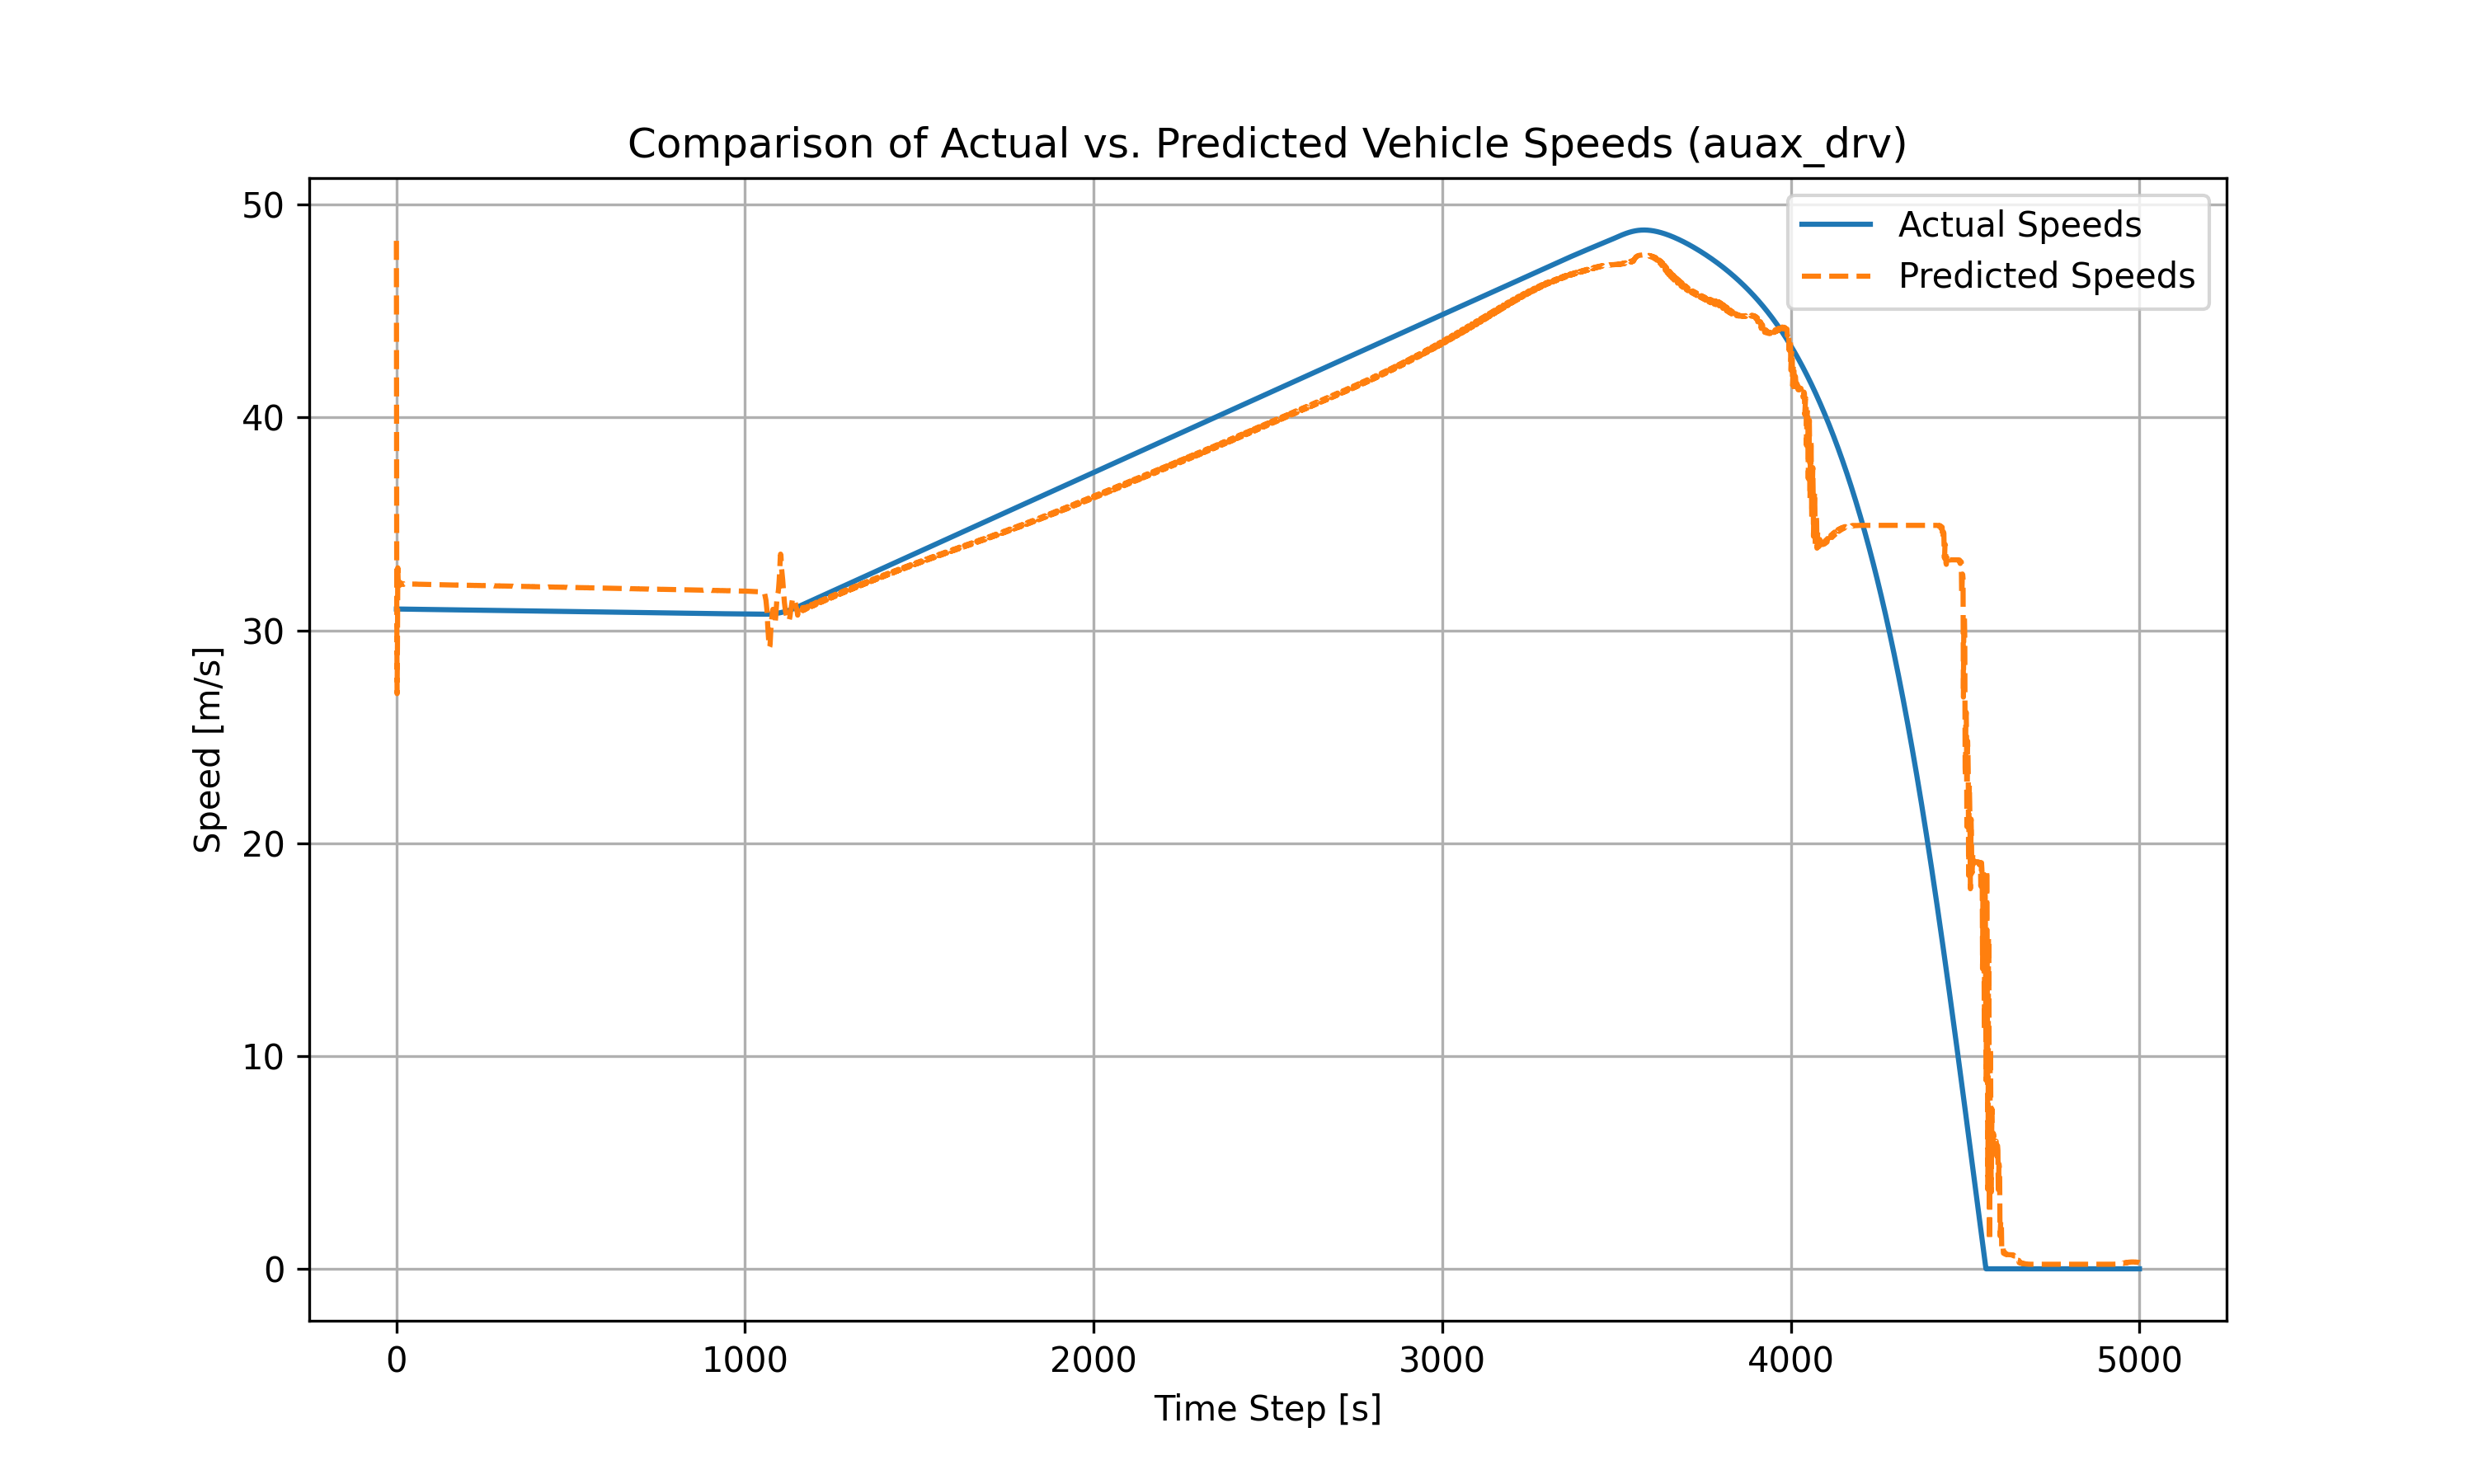 Comparison of Actual vs. Predicted Vehicle Speeds (auax_drv)
Actual Speeds
Predicted Speeds
50
40
30
20
10
0
Speed [m/s]
0 1000 2000 3000 4000 5000
Time Step [s]